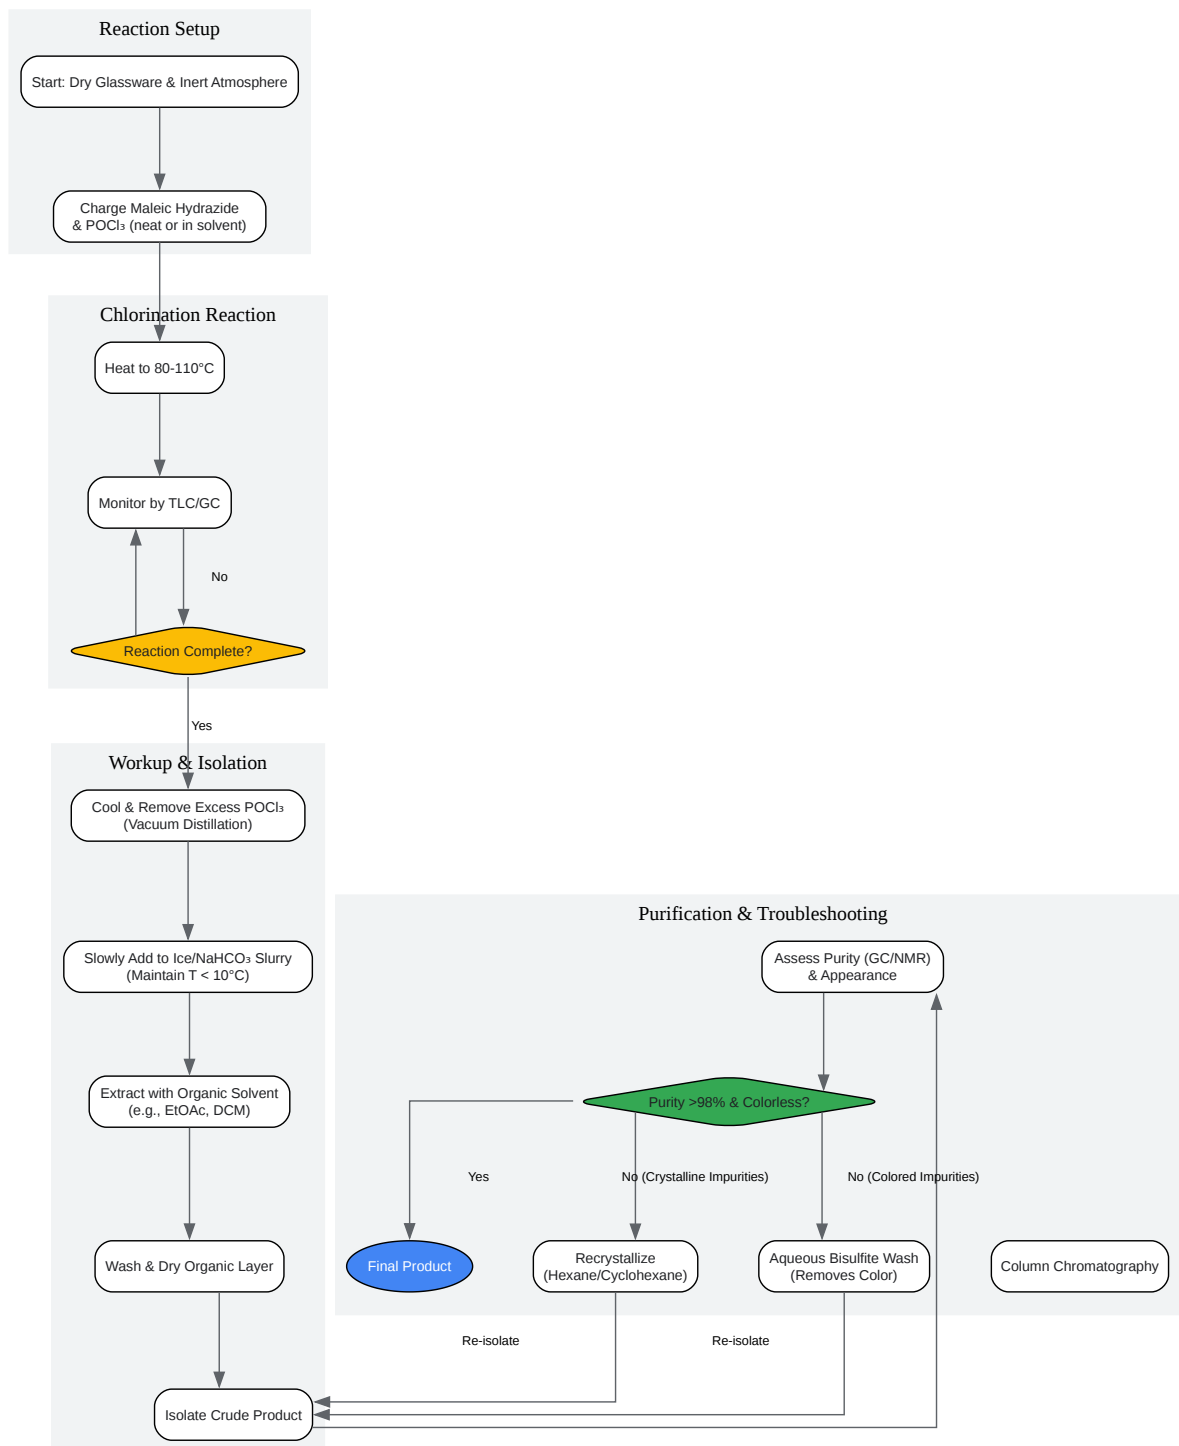 Reaction Setup
Start: Dry Glassware & Inert Atmosphere
Charge Maleic Hydrazide
& POCl₃ (neat or in solvent)
Chlorination Reaction
Heat to 80-110°C
Monitor by TLC/GC
No
Reaction Complete?
Yes
Workup & Isolation
Cool & Remove Excess POCl₃
(Vacuum Distillation)
Slowly Add to Ice/NaHCO₃ Slurry
(Maintain T < 10°C)
Extract with Organic Solvent
(e.g., EtOAc, DCM)
Wash & Dry Organic Layer
Isolate Crude Product
Purification & Troubleshooting
Assess Purity (GC/NMR)
& Appearance
Purity >98% & Colorless?
Yes
No (Crystalline Impurities)
No (Colored Impurities)
Final Product
Recrystallize
(Hexane/Cyclohexane)
Aqueous Bisulfite Wash
(Removes Color)
Column Chromatography
Re-isolate
Re-isolate